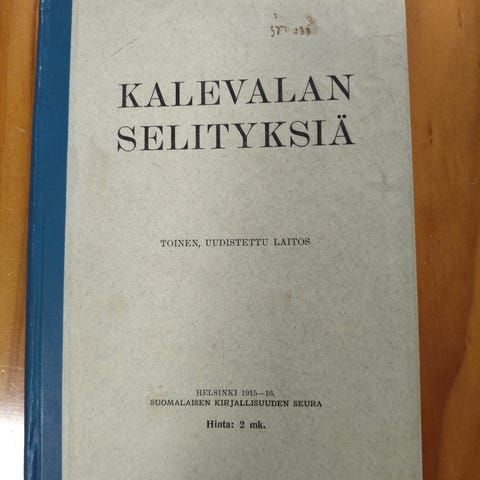 KALEVALAN
SELITYKSIÄ
TOINEN, UUDISTETTU LAITOS
HELSINKI 1915—16,
SUOMALAISEN KIRJALLISUUDEN SEURA
Hinta: 2 mk.